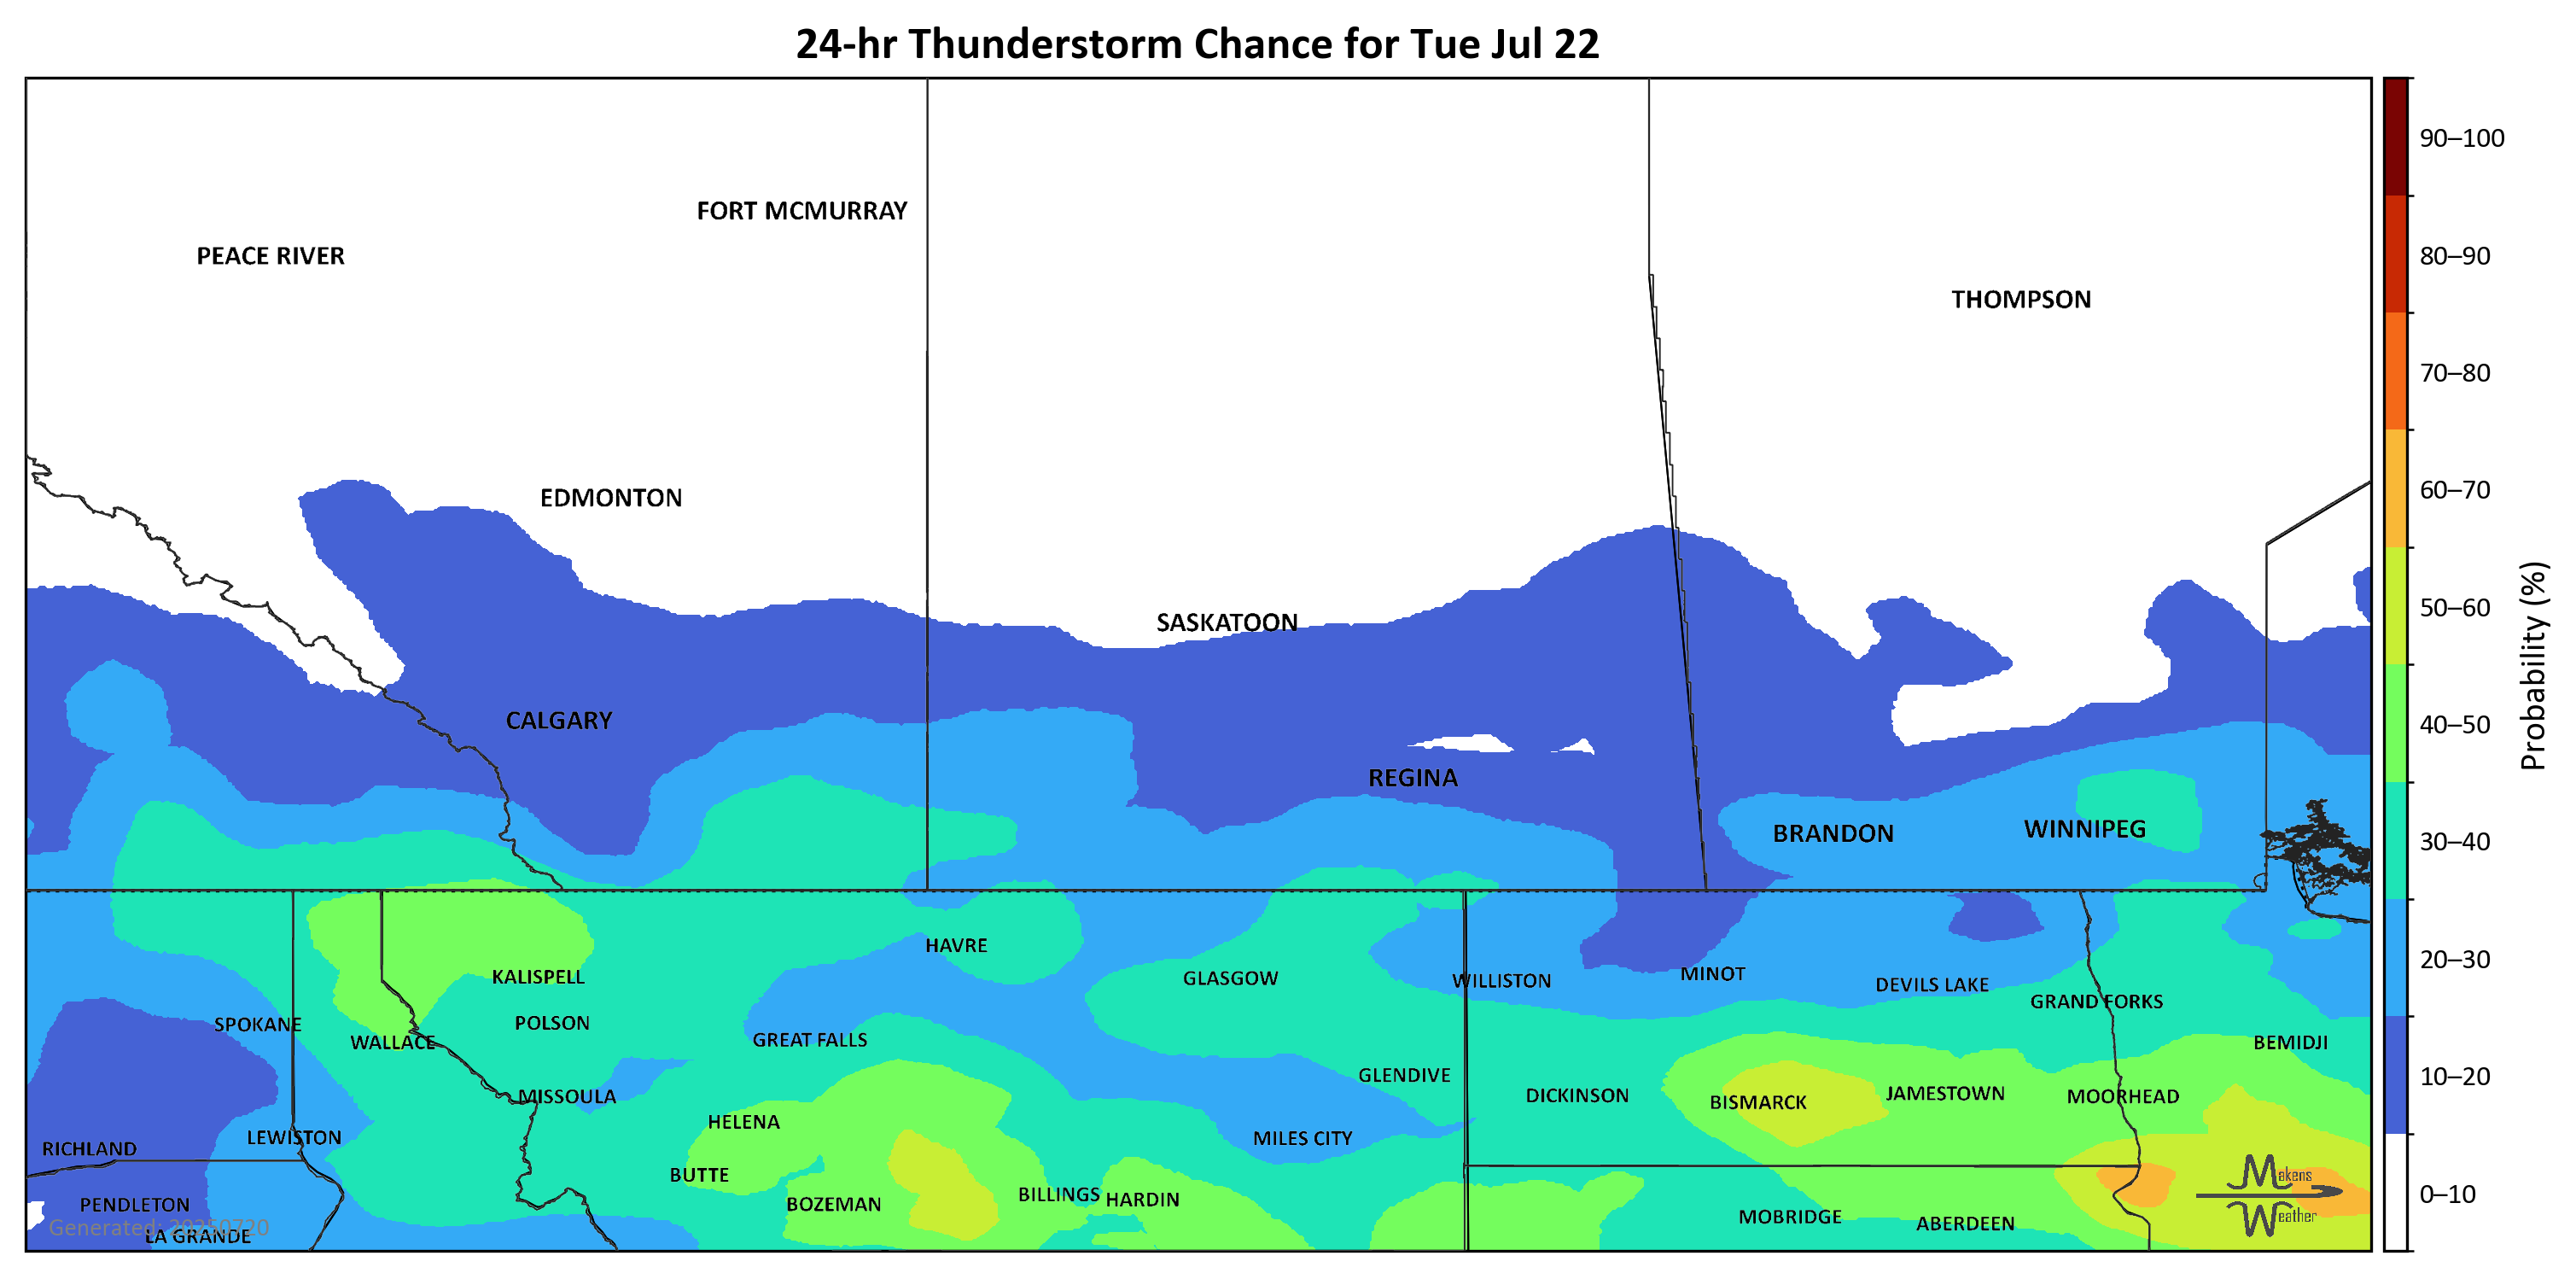 24-hr Thunderstorm Chance for Tue Jul 22
FORT MCMURRAY
PEACE RIVER
THOMPSON
EDMONTON
SASKATOON
CALGARY
REGINA
BRANDON
WINNIPEG
HAVRE
KALISPELL
GLASGOW
WILLISTON
MINOT
DEVILS LAKE
GRAND FORKS
SPOKANE
POLSON
WALLACE
GREAT FALLS
BEMIDJI
GLENDIVE
MISSOULA
DICKINSON
BISMARCK
JAMESTOWN
MOORHEAD
HELENA
LEWISTON
MILES CITY
RICHLAND
BUTTE
BILLINGS
HARDIN
PENDLETON
BOZEMAN
MOBRIDGE
ABERDEEN
LA GRANDE
Generated: 20250720
Makens
Weather
90–100
80–90
70–80
60–70
50–60
40–50
30–40
20–30
10–20
0–10
Probability (%)